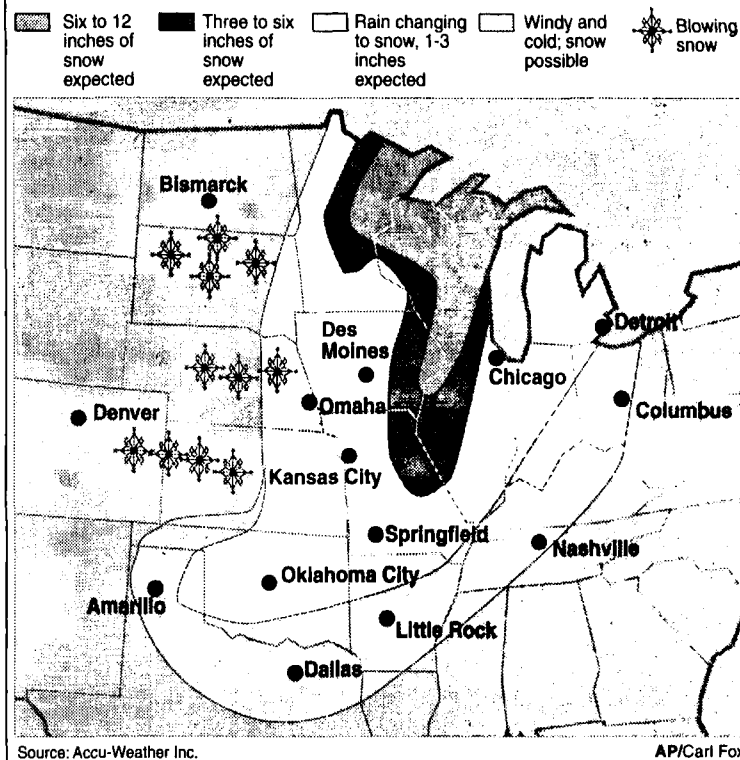 Six to 12
inches of
snow
expected
Three to six
inches of
snow
expected
Rain changing
to snow, 1-3
inches
expected
Windy and
cold; snow
possible
Blowing
snow
Bismarck
Des
Moines
Detroit
Chicago
Omaha
Denver
Columbus
Kansas City
Springfield
Nashville
Oklahoma City
Amarillo
Little Rock
Dallas
Source: Accu-Weather Inc.
AP/Carl Fox